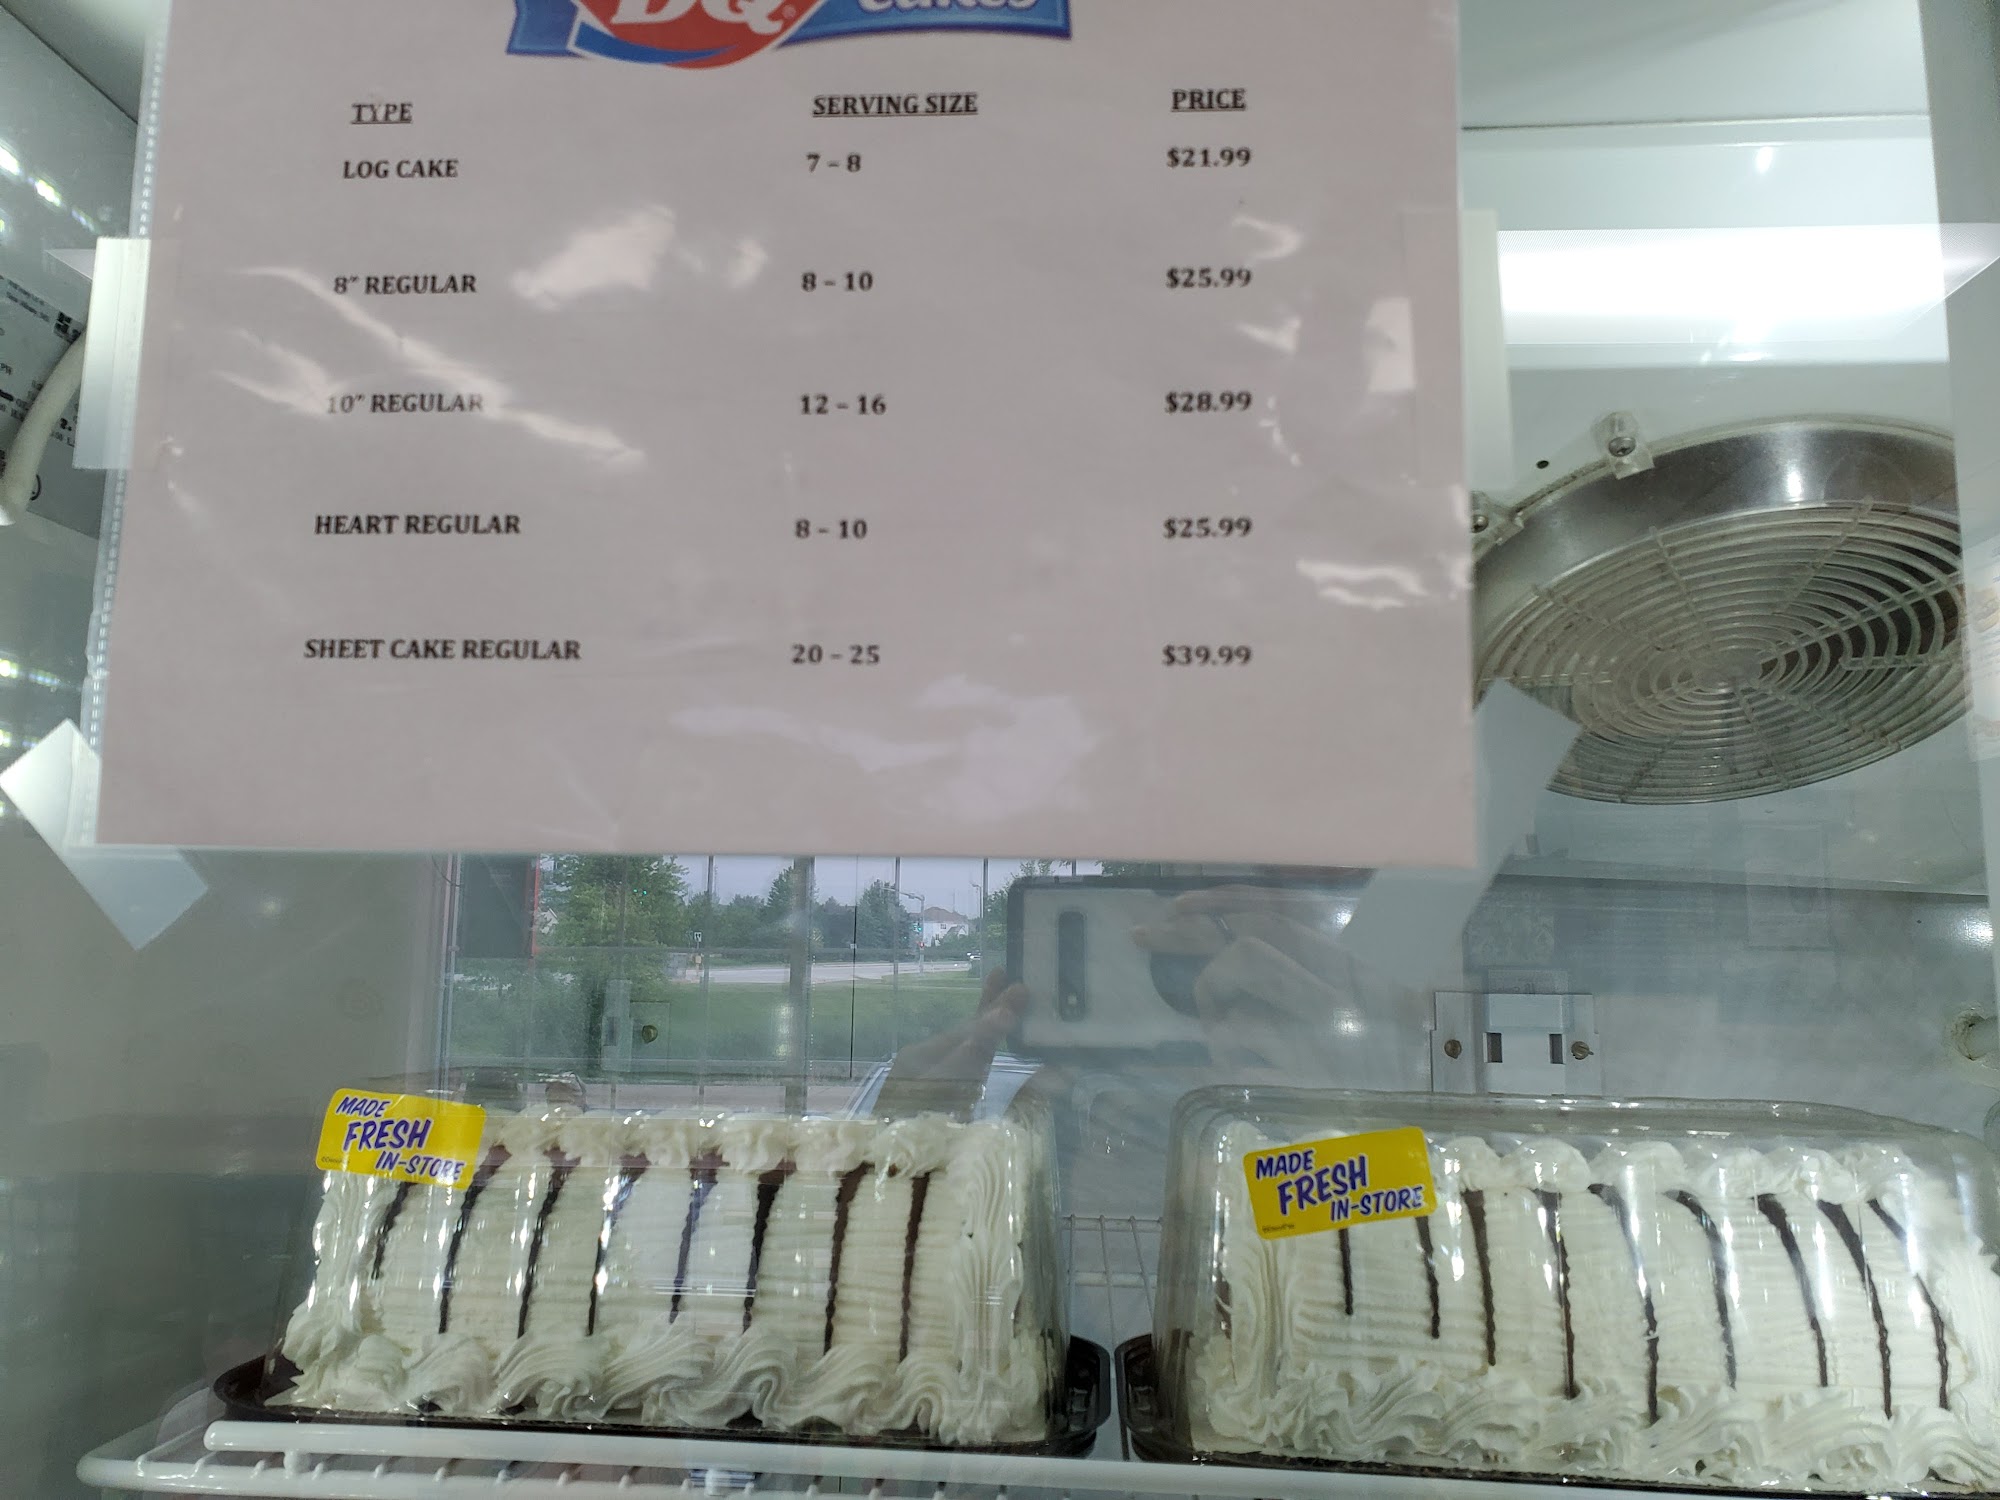 DQ® Cakes
TYPE SERVING SIZE PRICE
LOG CAKE 7 - 8 $21.99
8" REGULAR 8 - 10 $25.99
10" REGULAR 12 - 16 $28.99
HEART REGULAR 8 - 10 $25.99
SHEET CAKE REGULAR 20 - 25 $39.99
MADE
FRESH
IN-STORE
MADE
FRESH
IN-STORE